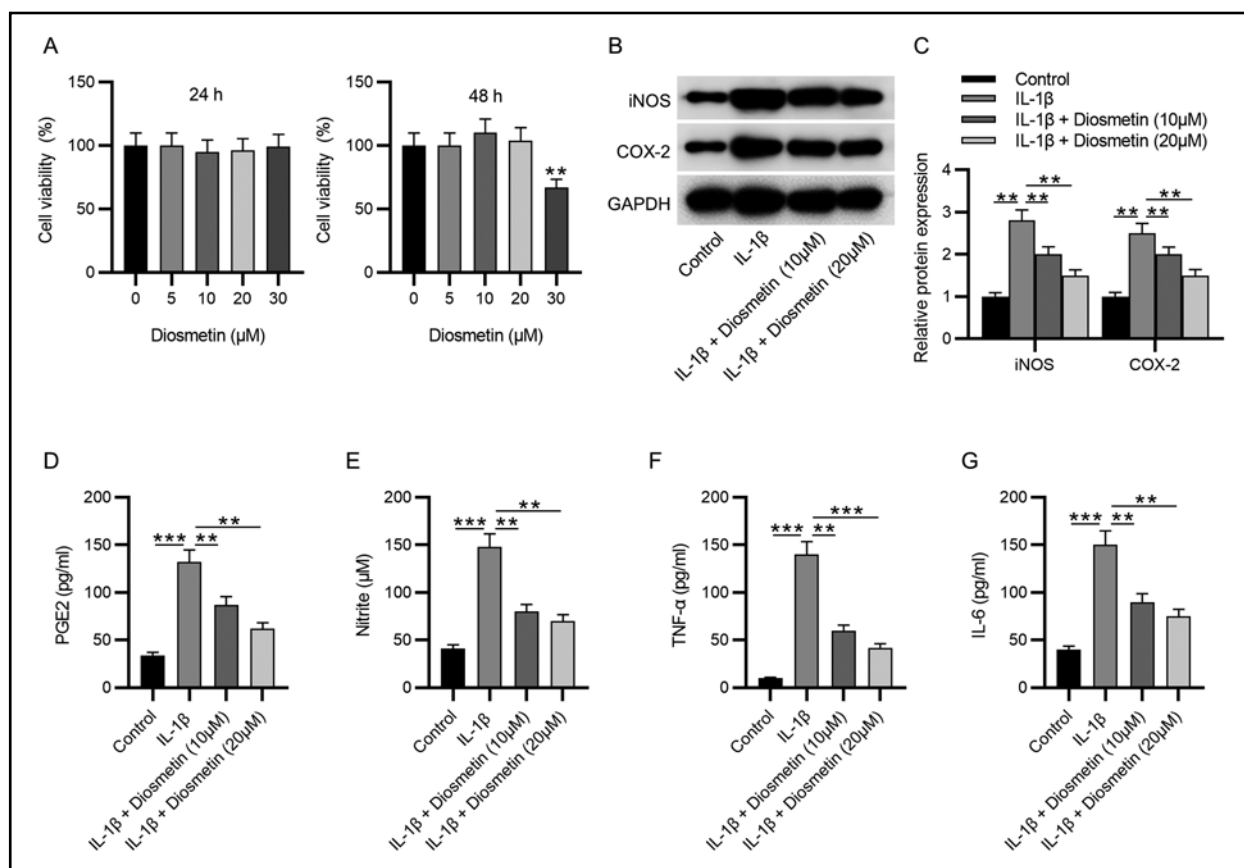 A
Cell viability (%)
150
100
50
0
24 h
0 5 10 20 30
Diosmetin (µM)
Cell viability (%)
150
100
50
0
48 h
**
0 5 10 20 30
Diosmetin (µM)
B
iNOS
COX-2
GAPDH
Control
IL-1β
IL-1β + Diosmetin (10µM)
IL-1β + Diosmetin (20µM)
C
Control
IL-1β
IL-1β + Diosmetin (10µM)
IL-1β + Diosmetin (20µM)
Relative protein expression
4
3
2
1
0
**
** **
**
** **
iNOS COX-2
D
PGE2 (pg/ml)
200
150
100
50
0
**
*** **
Control
IL-1β
IL-1β + Diosmetin (10µM)
IL-1β + Diosmetin (20µM)
E
Nitrite (µM)
200
150
100
50
0
**
*** **
Control
IL-1β
IL-1β + Diosmetin (10µM)
IL-1β + Diosmetin (20µM)
F
TNF-α (pg/ml)
200
150
100
50
0
***
*** **
Control
IL-1β
IL-1β + Diosmetin (10µM)
IL-1β + Diosmetin (20µM)
G
IL-6 (pg/ml)
200
150
100
50
0
**
*** **
Control
IL-1β
IL-1β + Diosmetin (10µM)
IL-1β + Diosmetin (20µM)